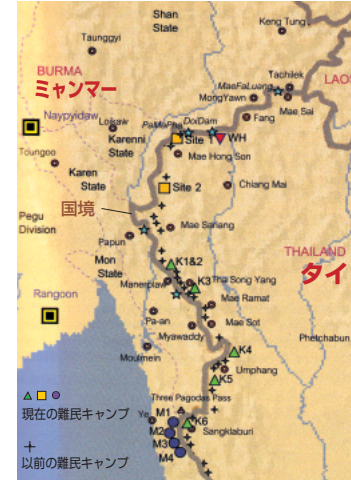 Shan
State
Keng Tung
Taunggyi
BURMA
ミャンマー
MaeFaLuang
Tachilek
LAOS
MongYawn
Mae Sai
Naypyidaw
Loikaw
PaMaPha
DoiDam
Fang
Toungoo
Karenni
State
Site 1
WH
Mae Hong Son
Karen
State
Site 2
Chiang Mai
国境
Pegu
Division
Papun
Mae Sariang
Mon
State
K1&2
THAILAND
タイ
Manerplaw
K3
Tha Song Yang
Rangoon
Mae Ramat
Pa-an
Mae Sot
Myawaddy
Phetchabun
Moulmein
K4
Umphang
K5
現在の難民キャンプ
Three Pagodas Pass
Ye
M1
M2
M3
M4
K6
Sangklaburi
以前の難民キャンプ